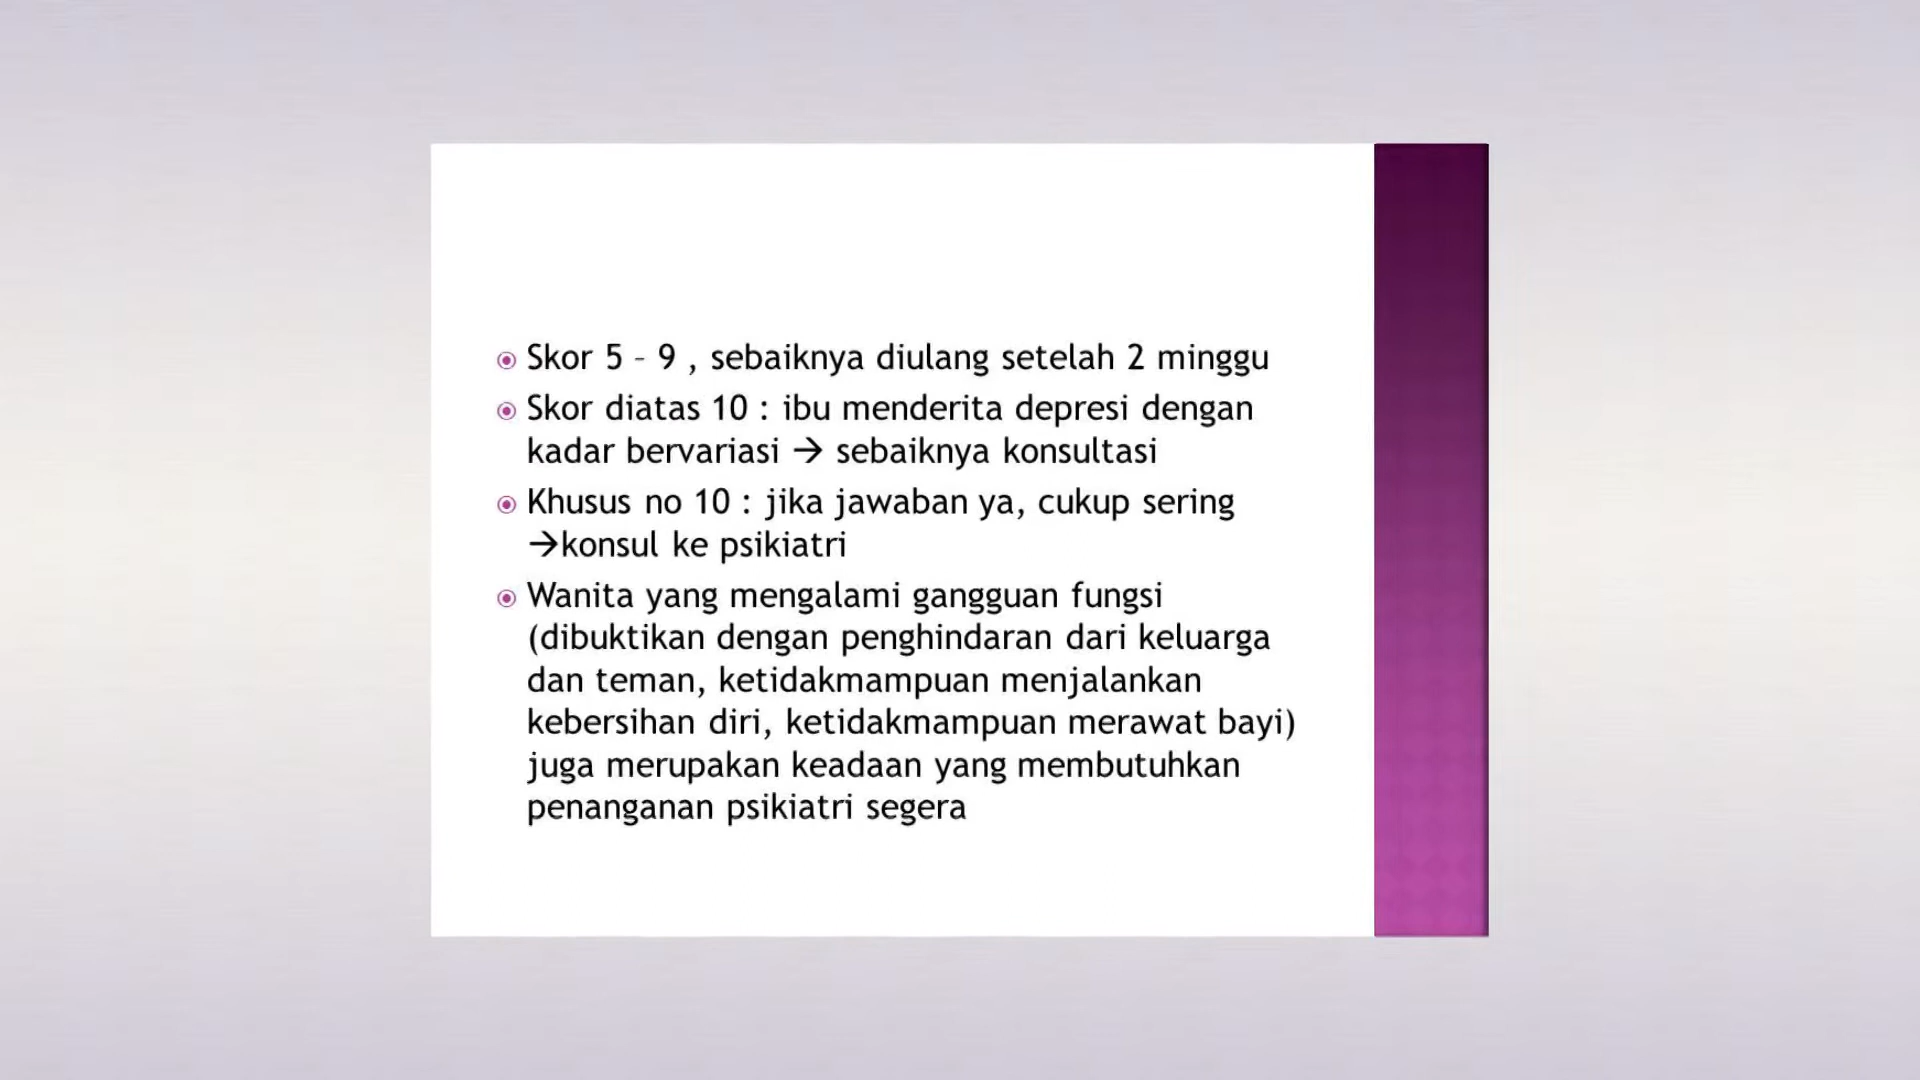 Skor 5 – 9 , sebaiknya diulang setelah 2 minggu
Skor diatas 10 : ibu menderita depresi dengan
kadar bervariasi → sebaiknya konsultasi
Khusus no 10 : jika jawaban ya, cukup sering
→konsul ke psikiatri
Wanita yang mengalami gangguan fungsi
(dibuktikan dengan penghindaran dari keluarga
dan teman, ketidakmampuan menjalankan
kebersihan diri, ketidakmampuan merawat bayi)
juga merupakan keadaan yang membutuhkan
penanganan psikiatri segera